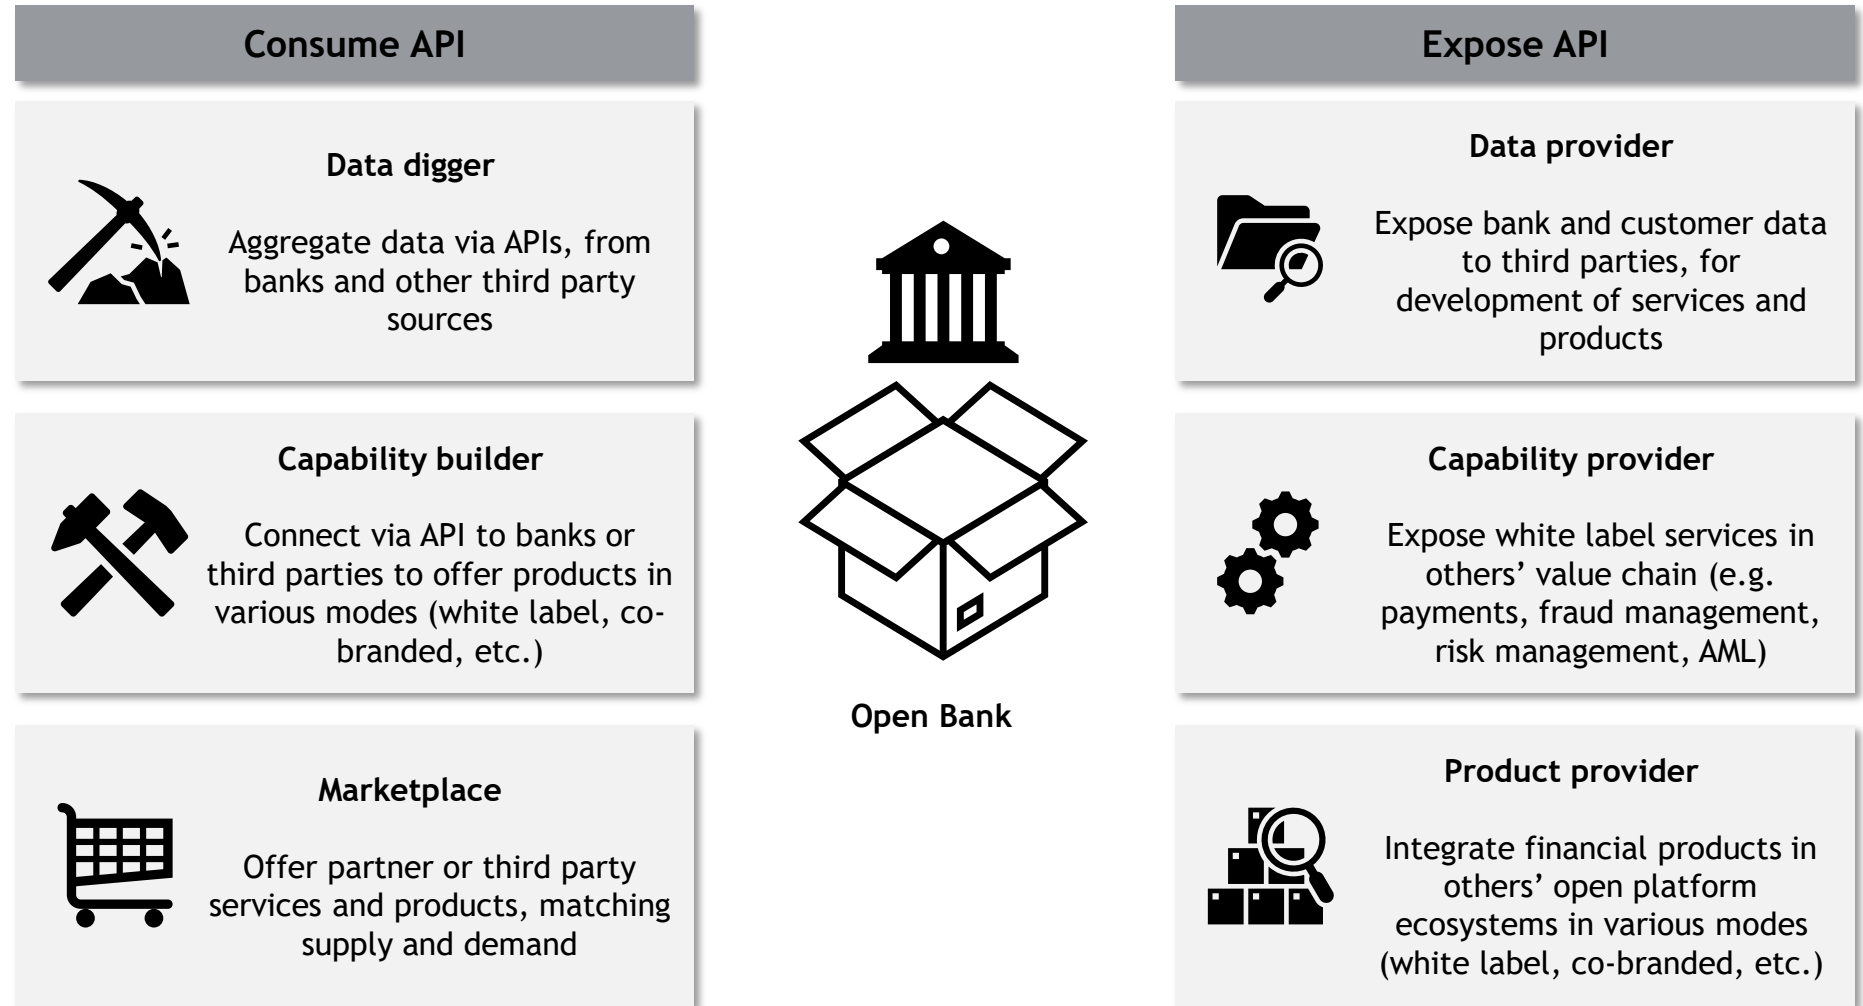 Consume API
Data digger
Aggregate data via APIs, from
banks and other third party
sources
Capability builder
Connect via API to banks or
third parties to offer products in
various modes (white label, co-
branded, etc.)
Marketplace
Offer partner or third party
services and products, matching
supply and demand
Open Bank
Expose API
Data provider
Expose bank and customer data
to third parties, for
development of services and
products
Capability provider
Expose white label services in
others’ value chain (e.g.
payments, fraud management,
risk management, AML)
Product provider
Integrate financial products in
others’ open platform
ecosystems in various modes
(white label, co-branded, etc.)